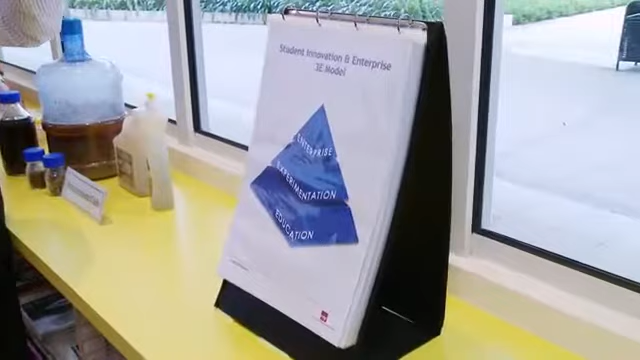 Student Innovation & Enterprise
3E Model
ENTERPRISE
EXPERIMENTATION
EDUCATION